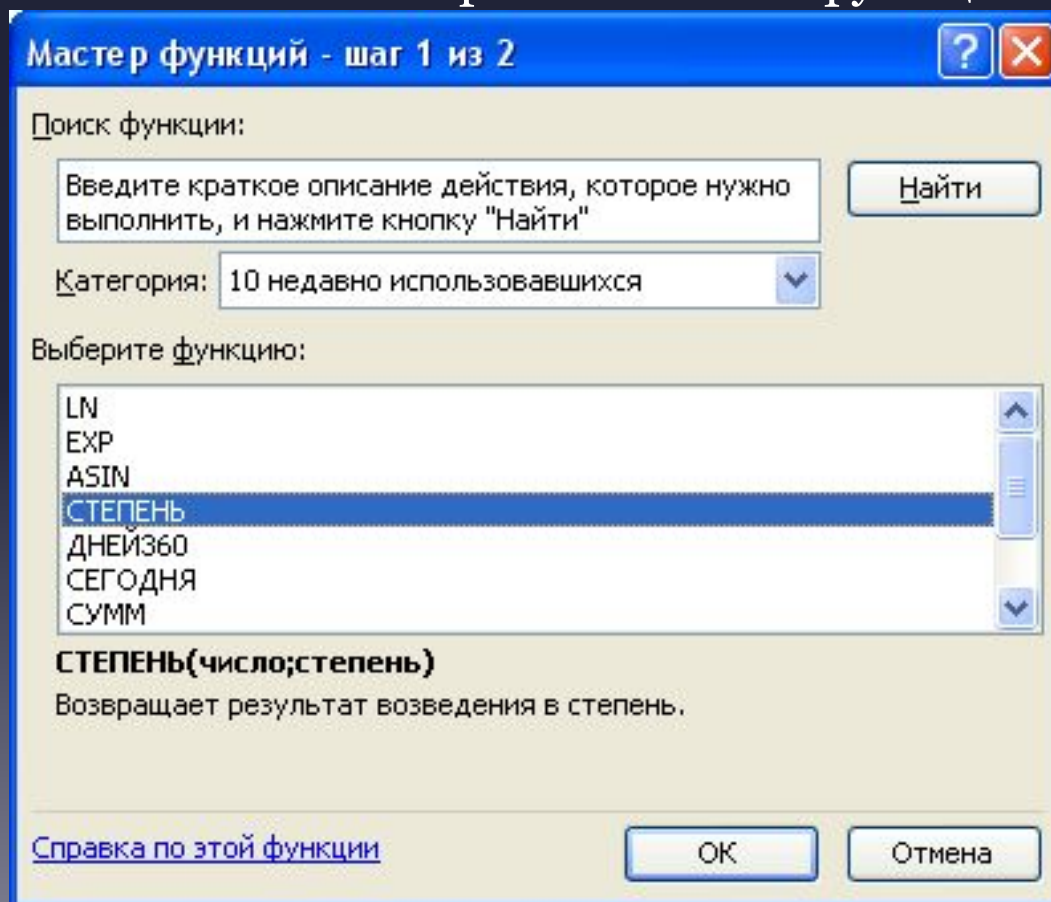 Мастер функций - шаг 1 из 2
Поиск функции:
Введите краткое описание действия, которое нужно
выполнить, и нажмите кнопку "Найти"
Найти
Категория: 10 недавно использовавшихся
Выберите функцию:
LN
EXP
ASIN
СТЕПЕНЬ
ДНЕЙ360
СЕГОДНЯ
СУММ
СТЕПЕНЬ(число;степень)
Возвращает результат возведения в степень.
Справка по этой функции
ОК Отмена